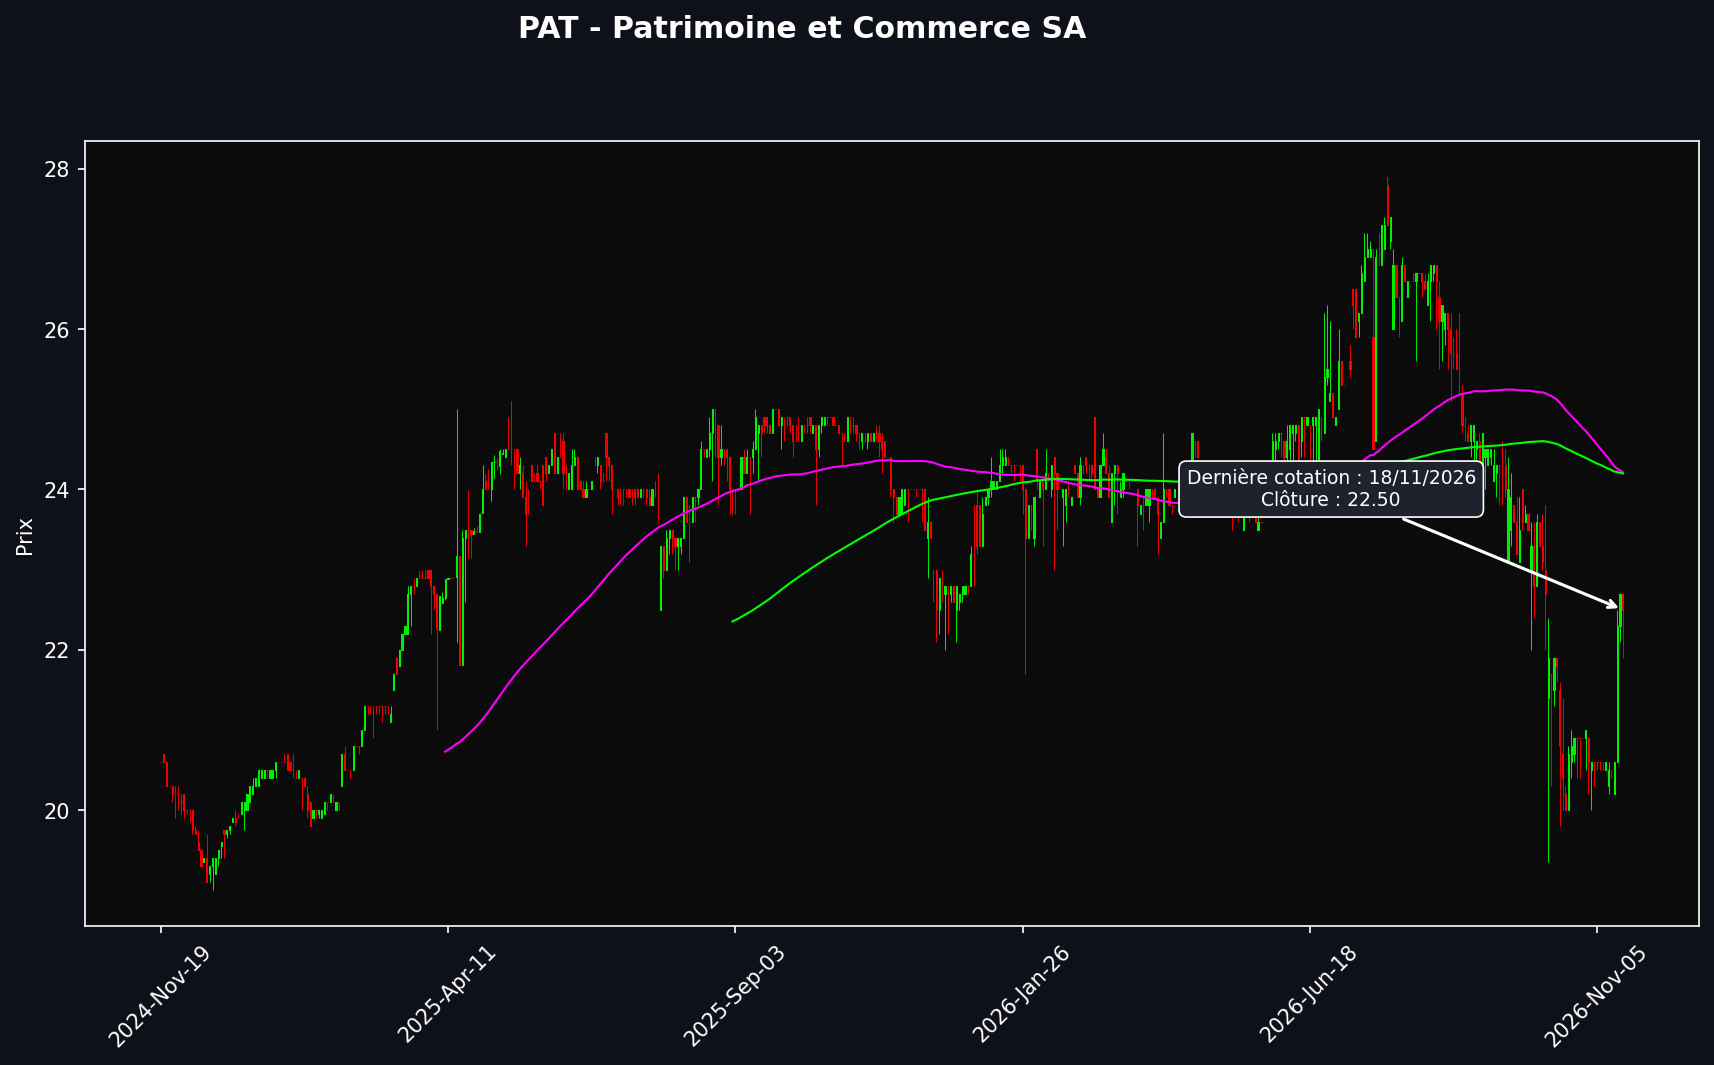 PAT - Patrimoine et Commerce SA
Prix
28
26
24
22
20
Dernière cotation : 18/11/2026
Clôture : 22.50
2024-Nov-19
2025-Apr-11
2025-Sep-03
2026-Jan-26
2026-Jun-18
2026-Nov-05